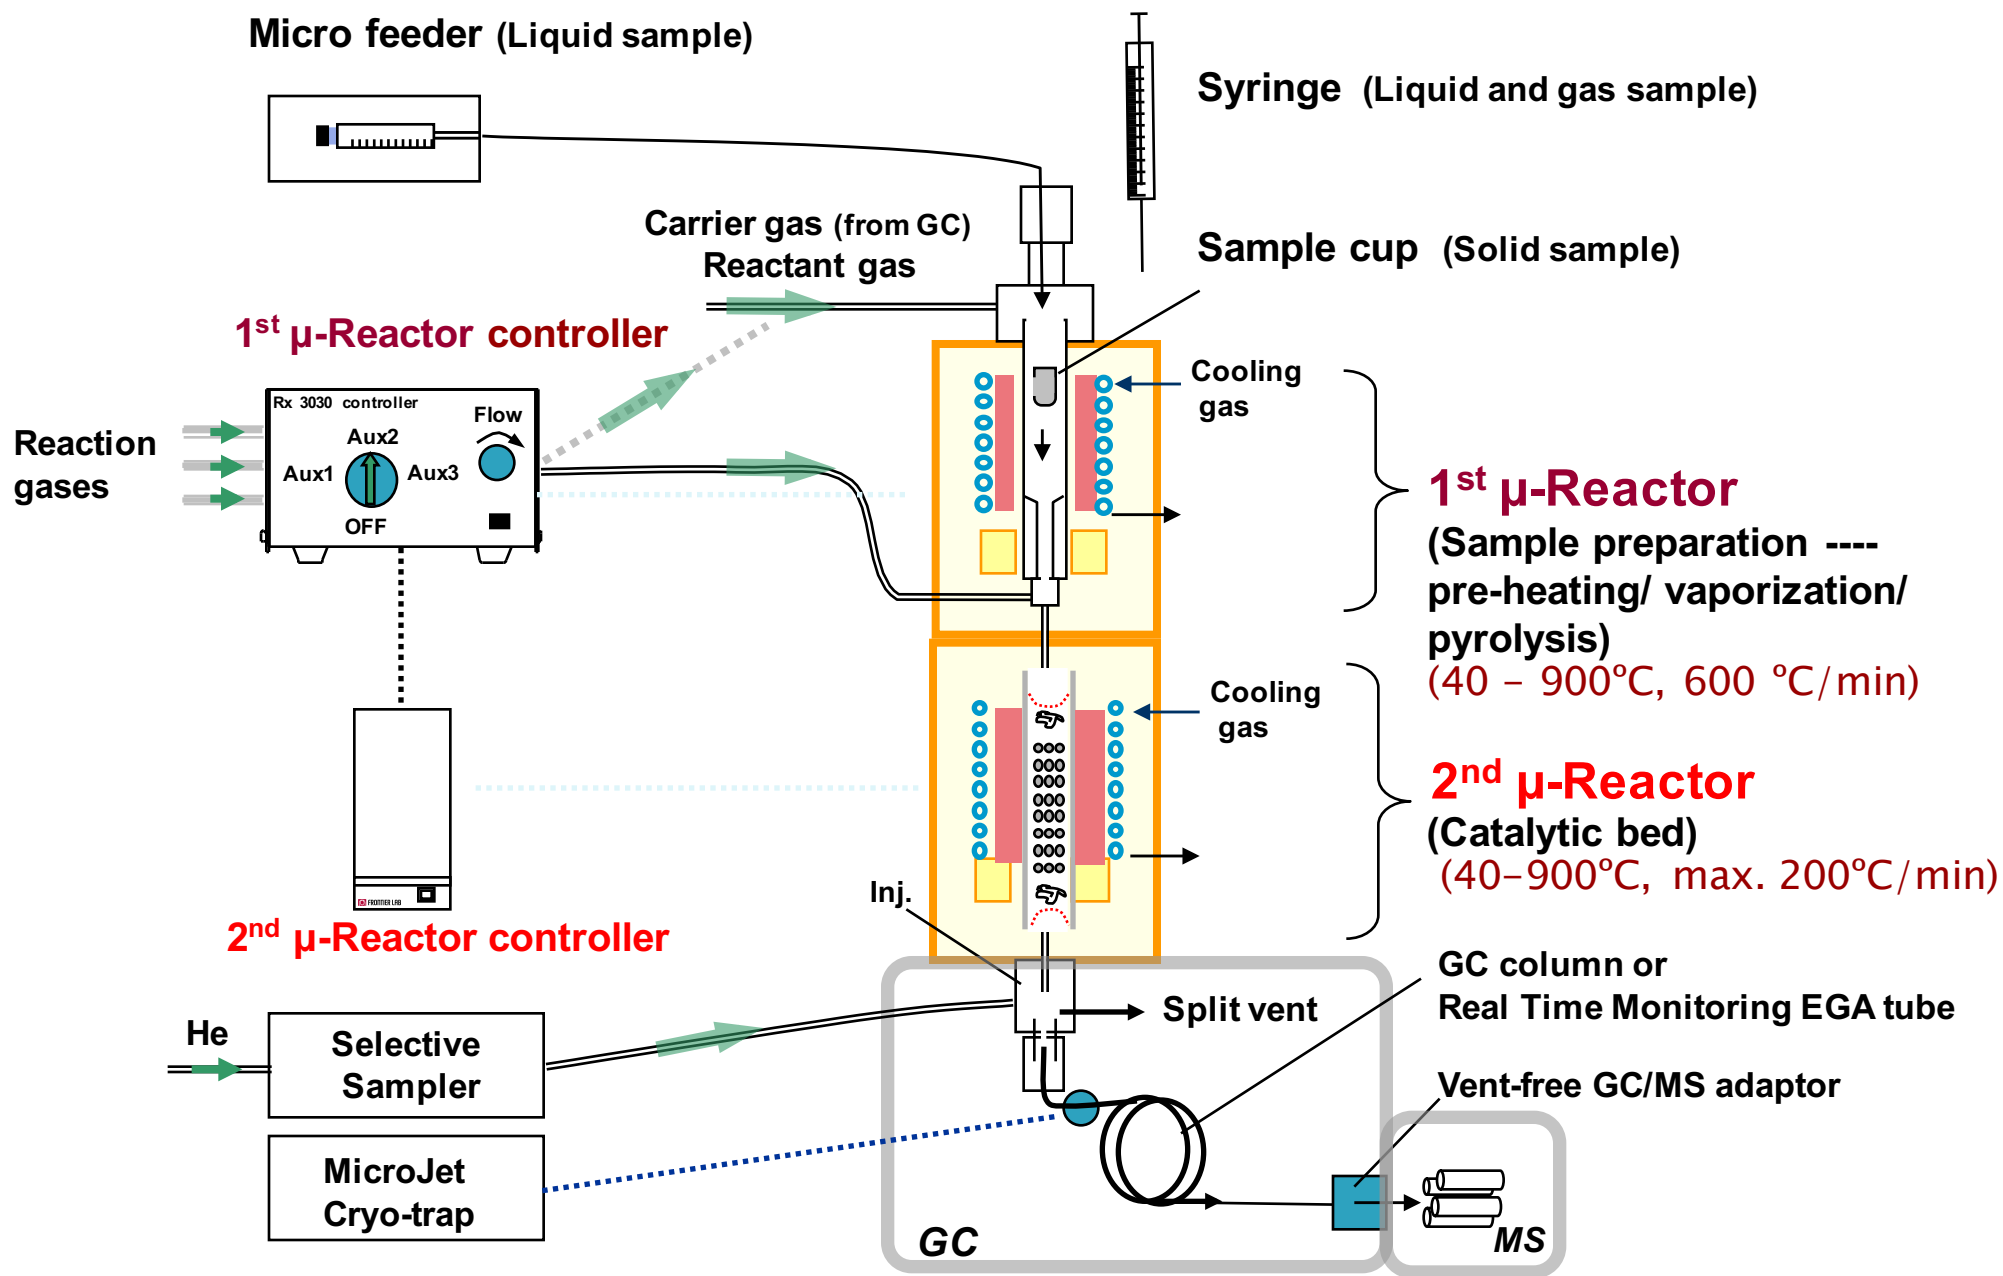 Micro feeder (Liquid sample)
Syringe (Liquid and gas sample)
Carrier gas (from GC)
Reactant gas
Sample cup (Solid sample)
1st µ-Reactor controller
Rx 3030 controller
Flow
Aux2
Aux1
Aux3
OFF
Reaction
gases
Cooling
gas
1st µ-Reactor
(Sample preparation ----
pre-heating/ vaporization/
pyrolysis)
(40 – 900°C, 600 °C/min)
Cooling
gas
2nd µ-Reactor
(Catalytic bed)
(40–900°C, max. 200°C/min)
FRONTIER LAB
2nd µ-Reactor controller
Inj.
GC column or
Real Time Monitoring EGA tube
Split vent
He
Selective
Sampler
Vent-free GC/MS adaptor
MicroJet
Cryo-trap
GC
MS